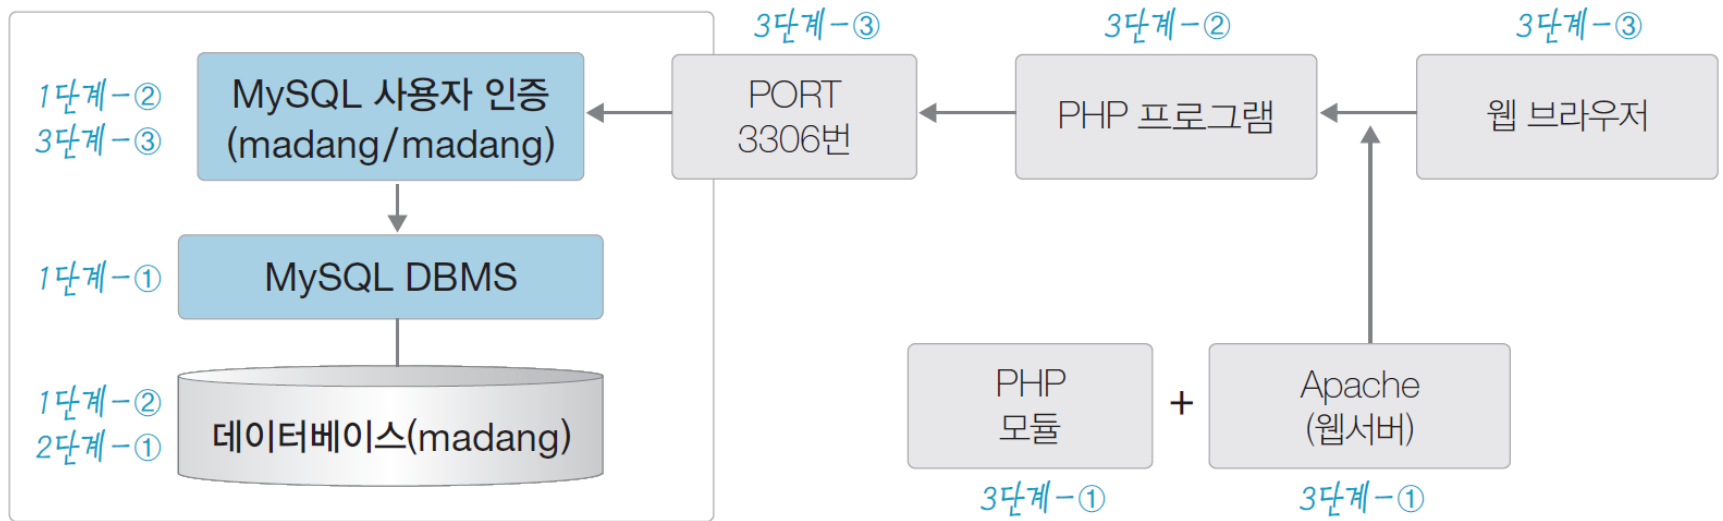 3단계-③
3단계-②
3단계-③
1단계-②
3단계-③
MySQL 사용자 인증
(madang/madang)
PORT
3306번
PHP 프로그램
웹 브라우저
1단계-①
MySQL DBMS
1단계-②
2단계-①
데이터베이스(madang)
PHP
모듈
+
Apache
(웹서버)
3단계-①
3단계-①